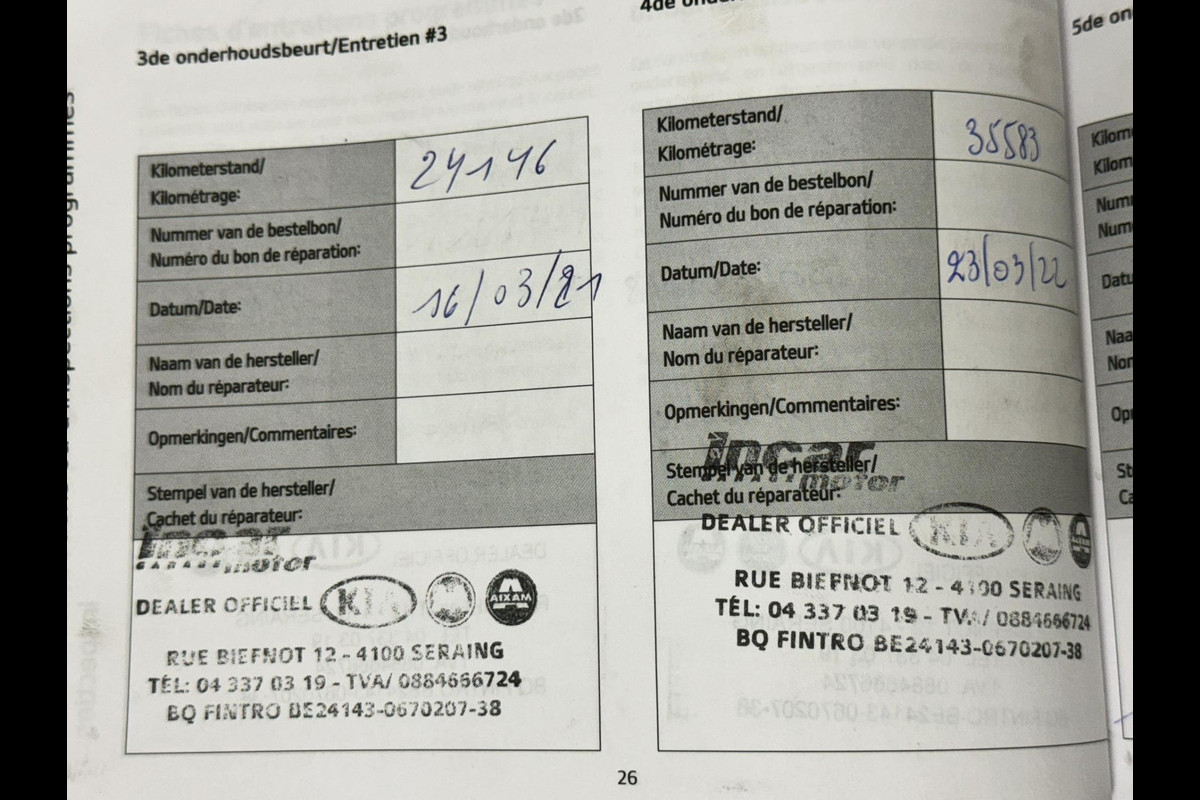 3de onderhoudsbeurt/Entretien #3
Kilometerstand/
Kilométrage:
24146
Nummer van de bestelbon/
Numéro du bon de réparation:
Datum/Date:
16/03/21
Naam van de hersteller/
Nom du réparateur:
Opmerkingen/Commentaires:
Stempel van de hersteller/
Cachet du réparateur:
incar
motor
DEALER OFFICIEL KIA AIXAM
RUE BIEFNOT 12 - 4100 SERAING
TÉL: 04 337 03 19 - TVA/ 0884666724
BQ FINTRO BE24143-0670207-38
4de
Kilometerstand/
Kilométrage:
35583
Nummer van de bestelbon/
Numéro du bon de réparation:
Datum/Date:
23/03/22
Naam van de hersteller/
Nom du réparateur:
Opmerkingen/Commentaires:
incar
motor
Stempel van de hersteller/
Cachet du réparateur:
DEALER OFFICIEL KIA
RUE BIEFNOT 12 - 4100 SERAING
TÉL: 04 337 03 19 - TVA/ 0884666724
BQ FINTRO BE24143-0670207-38
5de
26